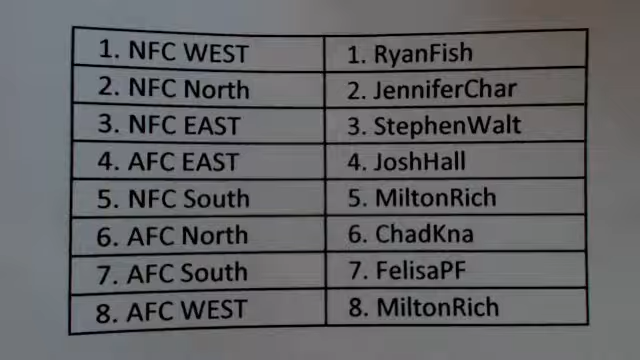 1. NFC WEST 1. RyanFish
2. NFC North 2. JenniferChar
3. NFC EAST 3. StephenWalt
4. AFC EAST 4. JoshHall
5. NFC South 5. MiltonRich
6. AFC North 6. ChadKna
7. AFC South 7. FelisaPF
8. AFC WEST 8. MiltonRich